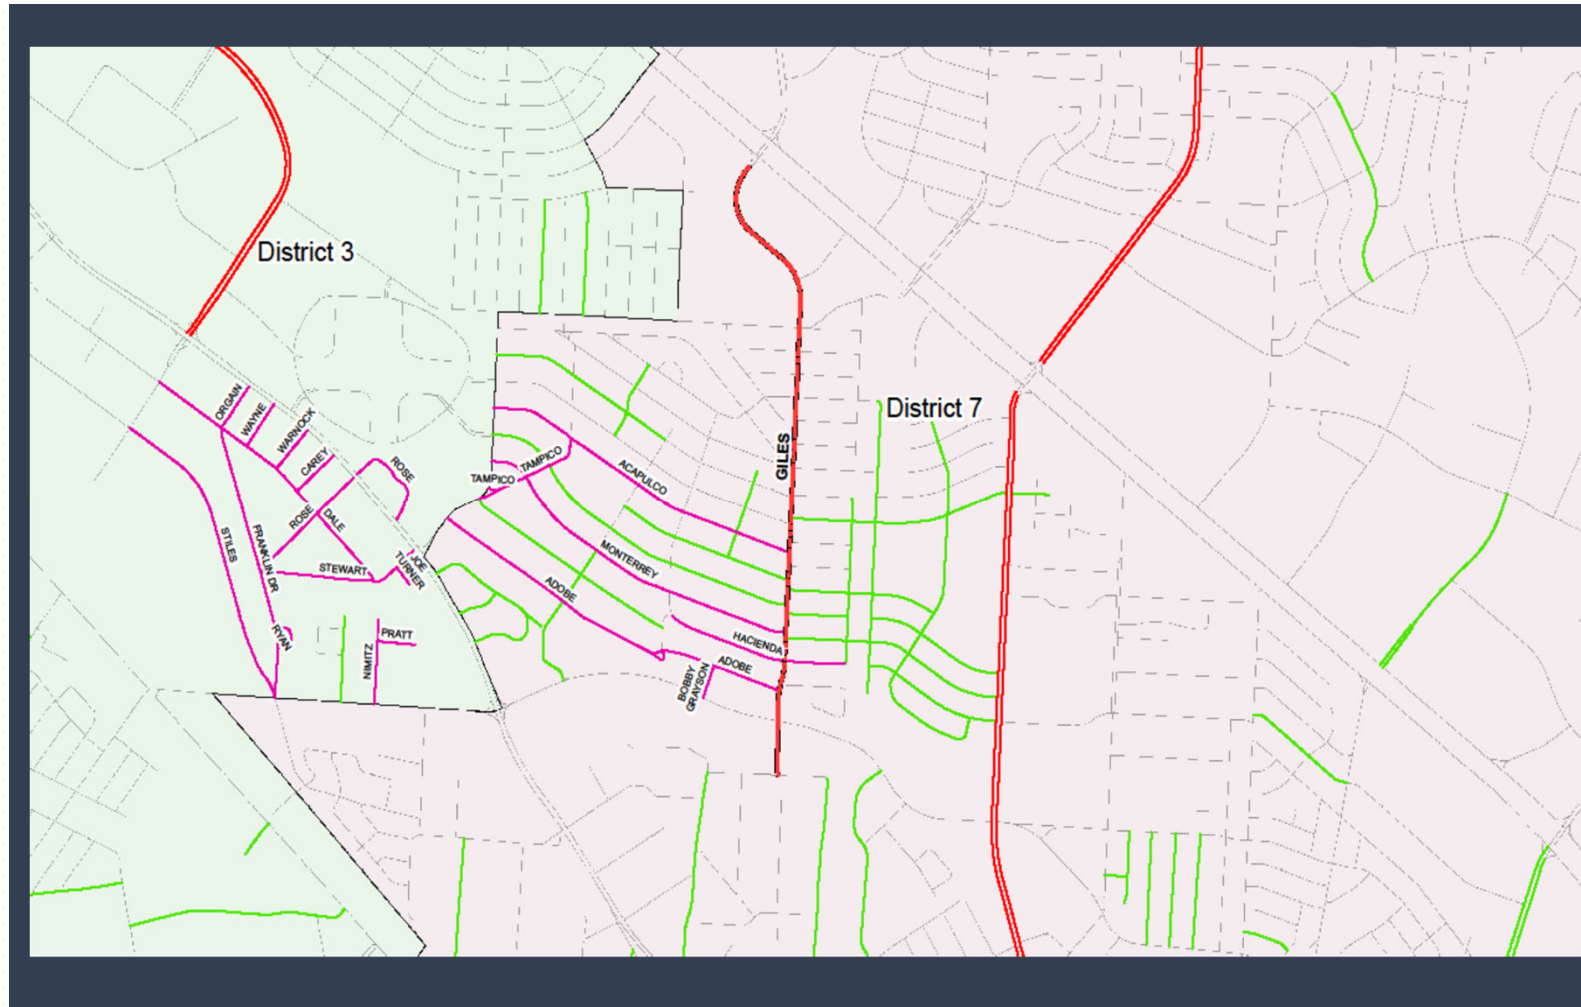 District 3
District 7
ORGAIN
WAYNE
WARNOCK
CAREY
ROSE
ROSE
DALE
STILES
FRANKLIN DR
STEWART
JOE
TURNER
RYAN
PRATT
NIMITZ
TAMPICO
TAMPICO
ACAPULCO
GILES
MONTERREY
ADOBE
HACIENDA
ADOBE
BOBBY
GRAYSON